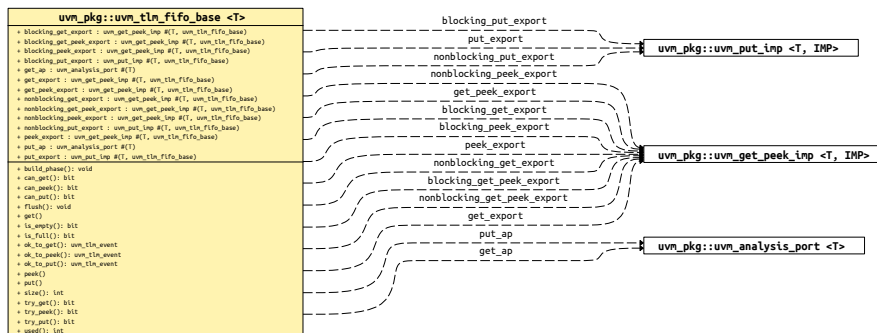 uvm_pkg::uvm_tlm_fifo_base <T>
+ blocking_get_export : uvm_get_peek_imp #(T, uvm_tlm_fifo_base)
+ blocking_get_peek_export : uvm_get_peek_imp #(T, uvm_tlm_fifo_base)
+ blocking_peek_export : uvm_get_peek_imp #(T, uvm_tlm_fifo_base)
+ blocking_put_export : uvm_put_imp #(T, uvm_tlm_fifo_base)
+ get_ap : uvm_analysis_port #(T)
+ get_export : uvm_get_peek_imp #(T, uvm_tlm_fifo_base)
+ get_peek_export : uvm_get_peek_imp #(T, uvm_tlm_fifo_base)
+ nonblocking_get_export : uvm_get_peek_imp #(T, uvm_tlm_fifo_base)
+ nonblocking_get_peek_export : uvm_get_peek_imp #(T, uvm_tlm_fifo_base)
+ nonblocking_peek_export : uvm_get_peek_imp #(T, uvm_tlm_fifo_base)
+ nonblocking_put_export : uvm_put_imp #(T, uvm_tlm_fifo_base)
+ peek_export : uvm_get_peek_imp #(T, uvm_tlm_fifo_base)
+ put_ap : uvm_analysis_port #(T)
+ put_export : uvm_put_imp #(T, uvm_tlm_fifo_base)
+ build_phase(): void
+ can_get(): bit
+ can_peek(): bit
+ can_put(): bit
+ flush(): void
+ get()
+ is_empty(): bit
+ is_full(): bit
+ ok_to_get(): uvm_tlm_event
+ ok_to_peek(): uvm_tlm_event
+ ok_to_put(): uvm_tlm_event
+ peek()
+ put()
+ size(): int
+ try_get(): bit
+ try_peek(): bit
+ try_put(): bit
+ used(): int
blocking_put_export
put_export
nonblocking_put_export
nonblocking_peek_export
get_peek_export
blocking_get_export
blocking_peek_export
peek_export
nonblocking_get_export
blocking_get_peek_export
nonblocking_get_peek_export
get_export
put_ap
get_ap
uvm_pkg::uvm_put_imp <T, IMP>
uvm_pkg::uvm_get_peek_imp <T, IMP>
uvm_pkg::uvm_analysis_port <T>